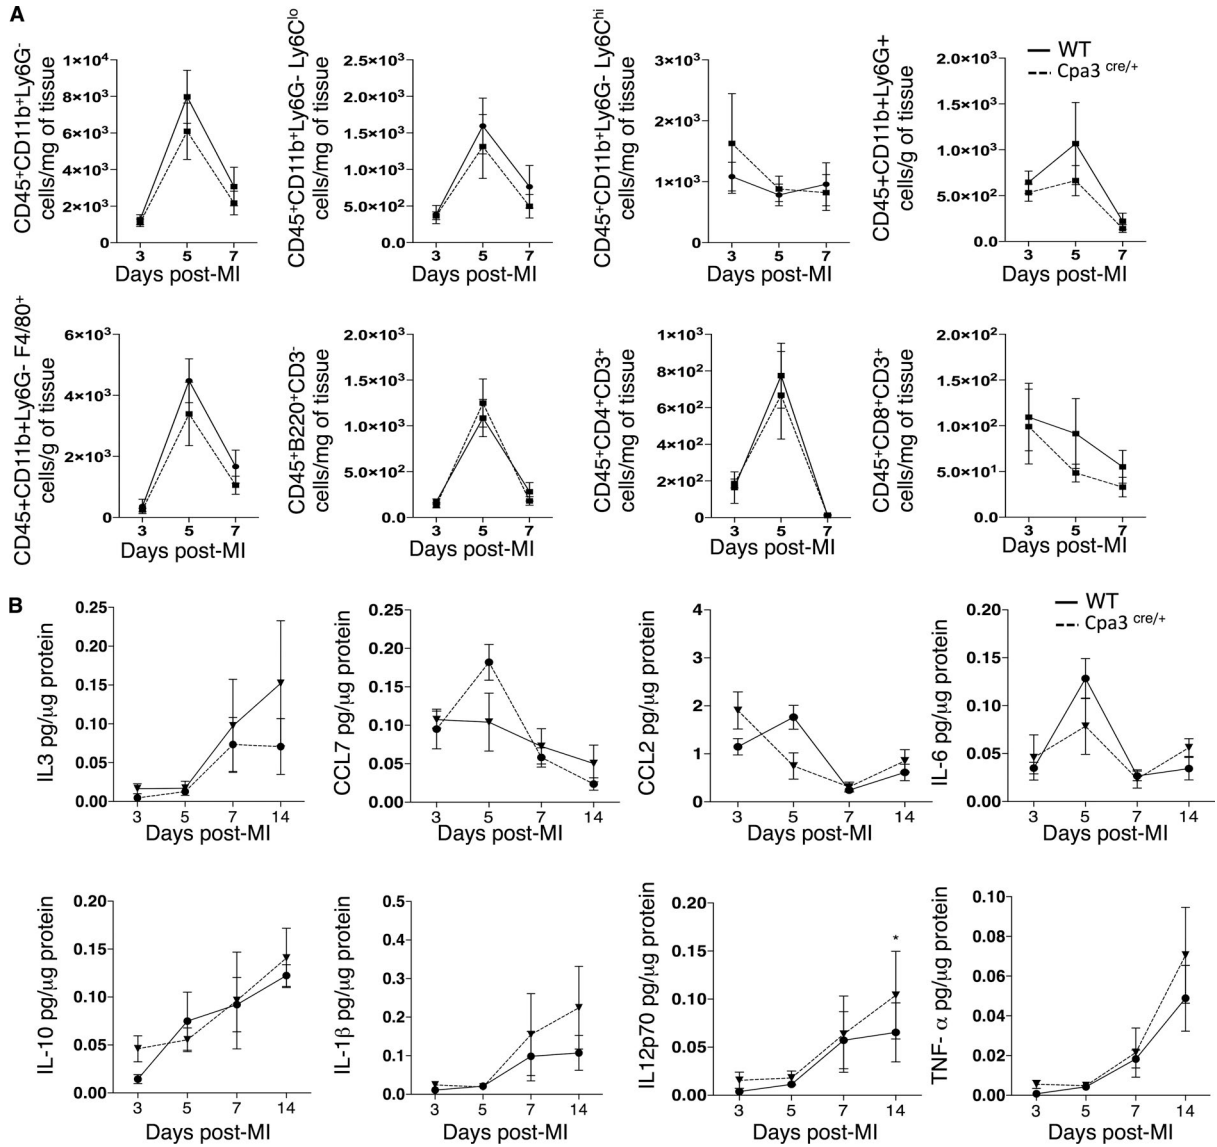 A
CD45⁺CD11b⁺Ly6G⁻
cells/mg of tissue
1×10⁴
8×10³
6×10³
4×10³
2×10³
0
3 5 7
Days post-MI
CD45⁺CD11b⁺Ly6G- Ly6Cˡᵒ
cells/mg of tissue
2.5×10³
2.0×10³
1.5×10³
1.0×10³
5.0×10²
0.0
3 5 7
Days post-MI
CD45⁺CD11b⁺Ly6G- Ly6Cʰⁱ
cells/mg of tissue
3×10³
2×10³
1×10³
0
3 5 7
Days post-MI
CD45+CD11b+Ly6G+
cells/g of tissue
2.0×10³
1.5×10³
1.0×10³
5.0×10²
0.0
3 5 7
Days post-MI
WT
Cpa3 ᶜʳᵉ/⁺
CD45+CD11b+Ly6G- F4/80⁺
cells/g of tissue
6×10³
4×10³
2×10³
0
3 5 7
Days post-MI
CD45⁺B220⁺CD3⁻
cells/mg of tissue
2.0×10³
1.5×10³
1.0×10³
5.0×10²
0.0
3 5 7
Days post-MI
CD45⁺CD4⁺CD3⁺
cells/mg of tissue
1×10³
8×10²
6×10²
4×10²
2×10²
0
3 5 7
Days post-MI
CD45⁺CD8⁺CD3⁺
cells/mg of tissue
2.0×10²
1.5×10²
1.0×10²
5.0×10¹
0.0
3 5 7
Days post-MI
B
IL3 pg/µg protein
0.25
0.20
0.15
0.10
0.05
0.00
3 5 7 14
Days post-MI
CCL7 pg/µg protein
0.25
0.20
0.15
0.10
0.05
0.00
3 5 7 14
Days post-MI
CCL2 pg/µg protein
4
3
2
1
0
3 5 7 14
Days post-MI
IL-6 pg/µg protein
0.20
0.15
0.10
0.05
0.00
3 5 7 14
Days post-MI
WT
Cpa3 ᶜʳᵉ/⁺
IL-10 pg/µg protein
0.20
0.15
0.10
0.05
0.00
3 5 7 14
Days post-MI
IL-1β pg/µg protein
0.5
0.4
0.3
0.2
0.1
0.0
3 5 7 14
Days post-MI
IL12p70 pg/µg protein
0.20
0.15
0.10
0.05
0.00
*
3 5 7 14
Days post-MI
TNF- α pg/µg protein
0.10
0.08
0.06
0.04
0.02
0.00
3 5 7 14
Days post-MI